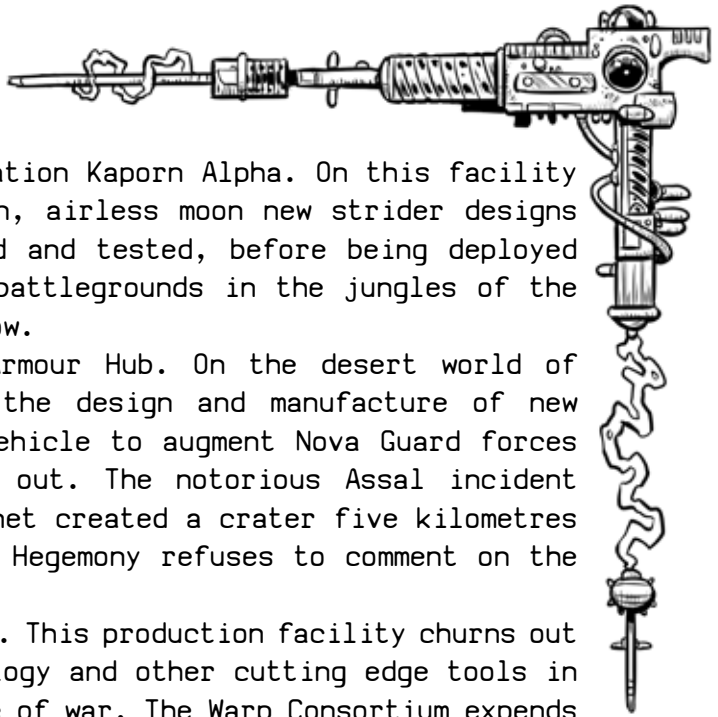 ation Kaporn Alpha. On this facility
n, airless moon new strider designs
d and tested, before being deployed
battlegrounds in the jungles of the
ow.
rmour Hub. On the desert world of
the design and manufacture of new
ehicle to augment Nova Guard forces
out. The notorious Assal incident
net created a crater five kilometres
Hegemony refuses to comment on the
. This production facility churns out
logy and other cutting edge tools in
e of war. The Warp Consortium expends